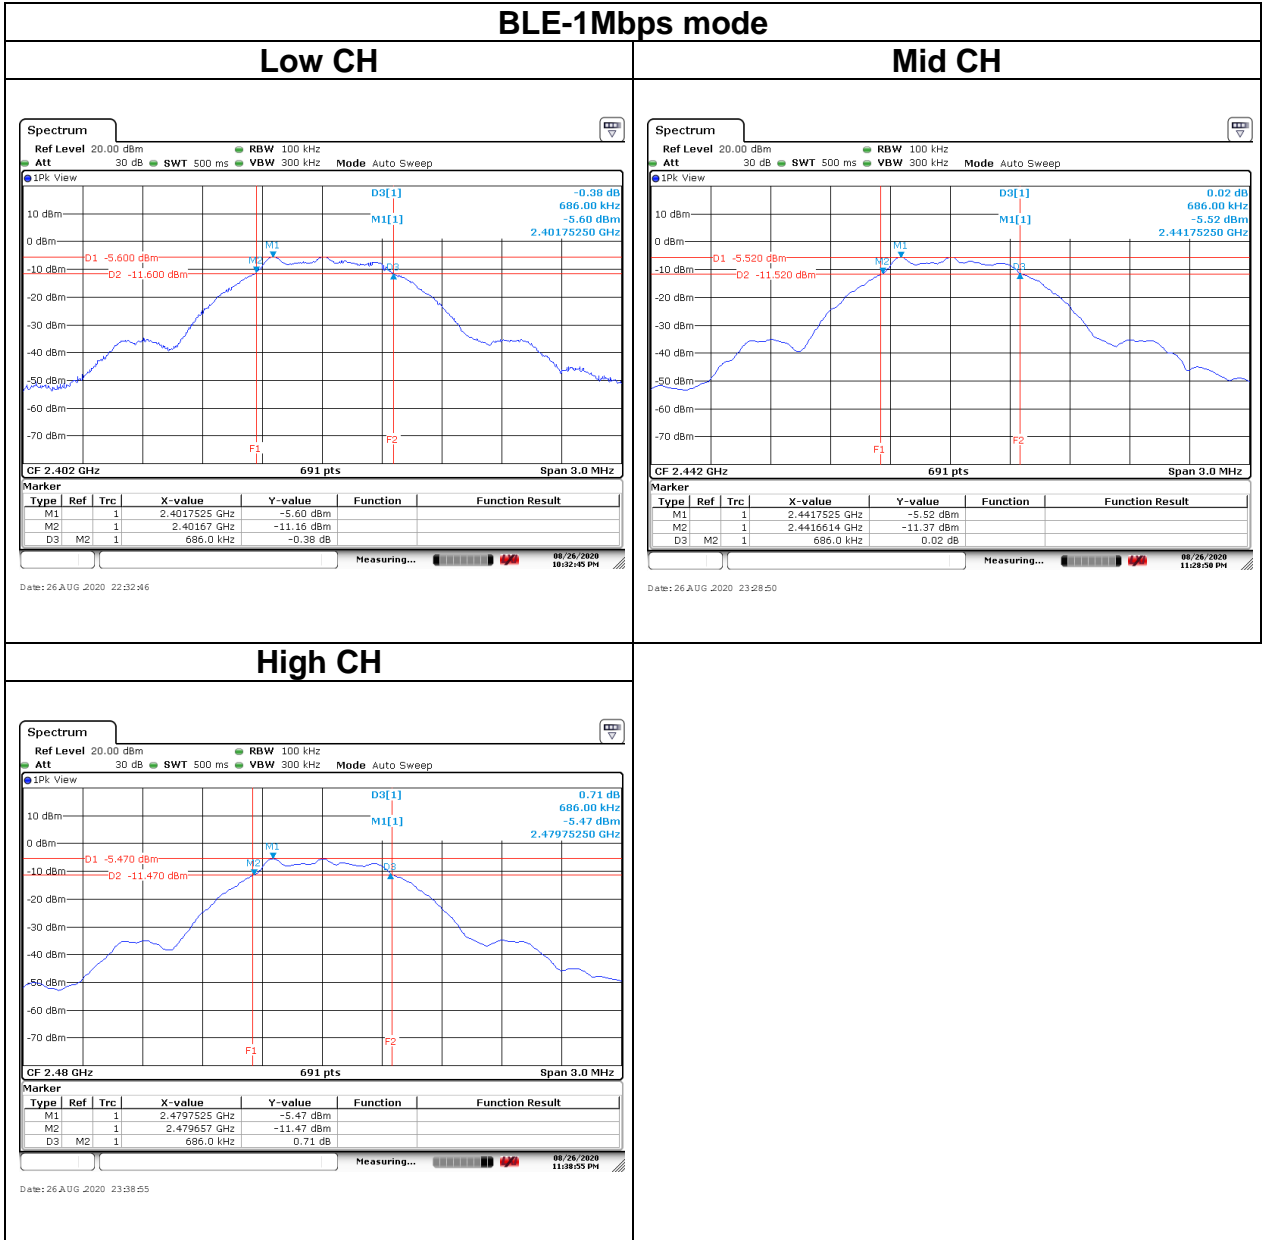 BLE-1Mbps mode
Low CH
Mid CH
Spectrum
Ref Level 20.00 dBm RBW 100 kHz
Att 30 dB SWT 500 ms VBW 300 kHz Mode Auto Sweep
1Pk View
D3[1] -0.38 dB
686.00 kHz
M1[1] -5.60 dBm
2.40175250 GHz
10 dBm
0 dBm
M1
D1 -5.600 dBm
M2
D3
-10 dBm
D2 -11.600 dBm
-20 dBm
-30 dBm
-40 dBm
-50 dBm
-60 dBm
-70 dBm
F1
F2
CF 2.402 GHz 691 pts Span 3.0 MHz
Marker
Type Ref Trc X-value Y-value Function Function Result
M1 1 2.4017525 GHz -5.60 dBm
M2 1 2.40167 GHz -11.16 dBm
D3 M2 1 686.0 kHz -0.38 dB
Measuring... 08/26/2020
10:32:45 PM
Date: 26.AUG.2020 22:32:46
Spectrum
Ref Level 20.00 dBm RBW 100 kHz
Att 30 dB SWT 500 ms VBW 300 kHz Mode Auto Sweep
1Pk View
D3[1] 0.02 dB
686.00 kHz
M1[1] -5.52 dBm
2.44175250 GHz
10 dBm
0 dBm
M1
D1 -5.520 dBm
M2
D3
-10 dBm
D2 -11.520 dBm
-20 dBm
-30 dBm
-40 dBm
-50 dBm
-60 dBm
-70 dBm
F1
F2
CF 2.442 GHz 691 pts Span 3.0 MHz
Marker
Type Ref Trc X-value Y-value Function Function Result
M1 1 2.4417525 GHz -5.52 dBm
M2 1 2.4416614 GHz -11.37 dBm
D3 M2 1 686.0 kHz 0.02 dB
Measuring... 08/26/2020
11:28:50 PM
Date: 26.AUG.2020 23:28:50
High CH
Spectrum
Ref Level 20.00 dBm RBW 100 kHz
Att 30 dB SWT 500 ms VBW 300 kHz Mode Auto Sweep
1Pk View
D3[1] 0.71 dB
686.00 kHz
M1[1] -5.47 dBm
2.47975250 GHz
10 dBm
0 dBm
M1
D1 -5.470 dBm
M2
D3
-10 dBm
D2 -11.470 dBm
-20 dBm
-30 dBm
-40 dBm
-50 dBm
-60 dBm
-70 dBm
F1
F2
CF 2.48 GHz 691 pts Span 3.0 MHz
Marker
Type Ref Trc X-value Y-value Function Function Result
M1 1 2.4797525 GHz -5.47 dBm
M2 1 2.479657 GHz -11.47 dBm
D3 M2 1 686.0 kHz 0.71 dB
Measuring... 08/26/2020
11:38:55 PM
Date: 26.AUG.2020 23:38:55